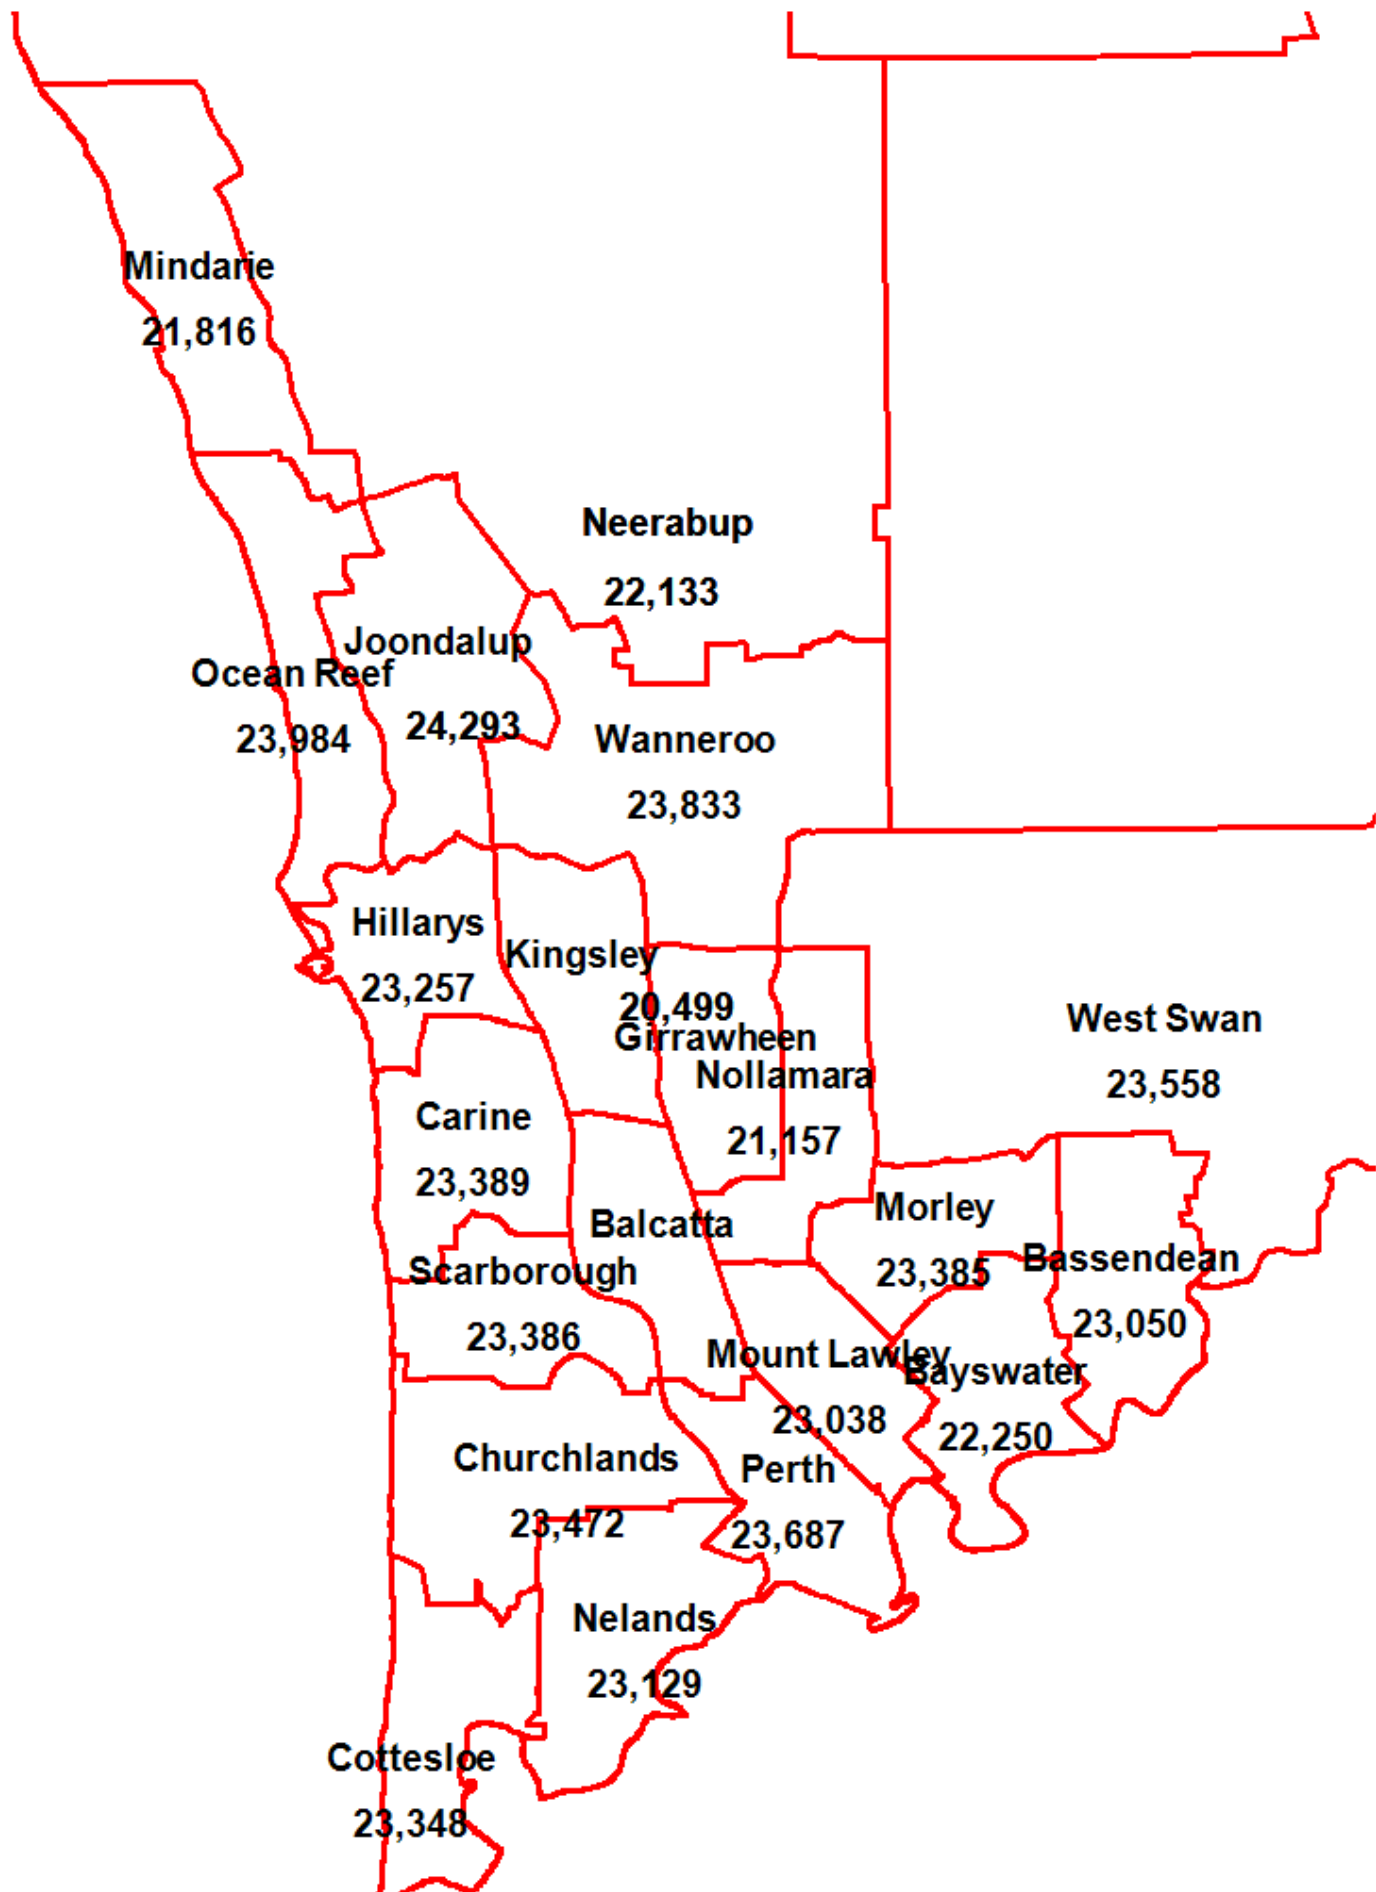 Mindarie
21,816
Neerabup
22,133
Joondalup
24,293
Ocean Reef
23,984
Wanneroo
23,833
Hillarys
23,257
Kingsley
20,499
Girrawheen
Nollamara
21,157
West Swan
23,558
Carine
23,389
Balcatta
Morley
23,385
Bassendean
23,050
Scarborough
23,386
Mount Lawley
23,038
Bayswater
22,250
Churchlands
23,472
Perth
23,687
Nelands
23,129
Cottesloe
23,348